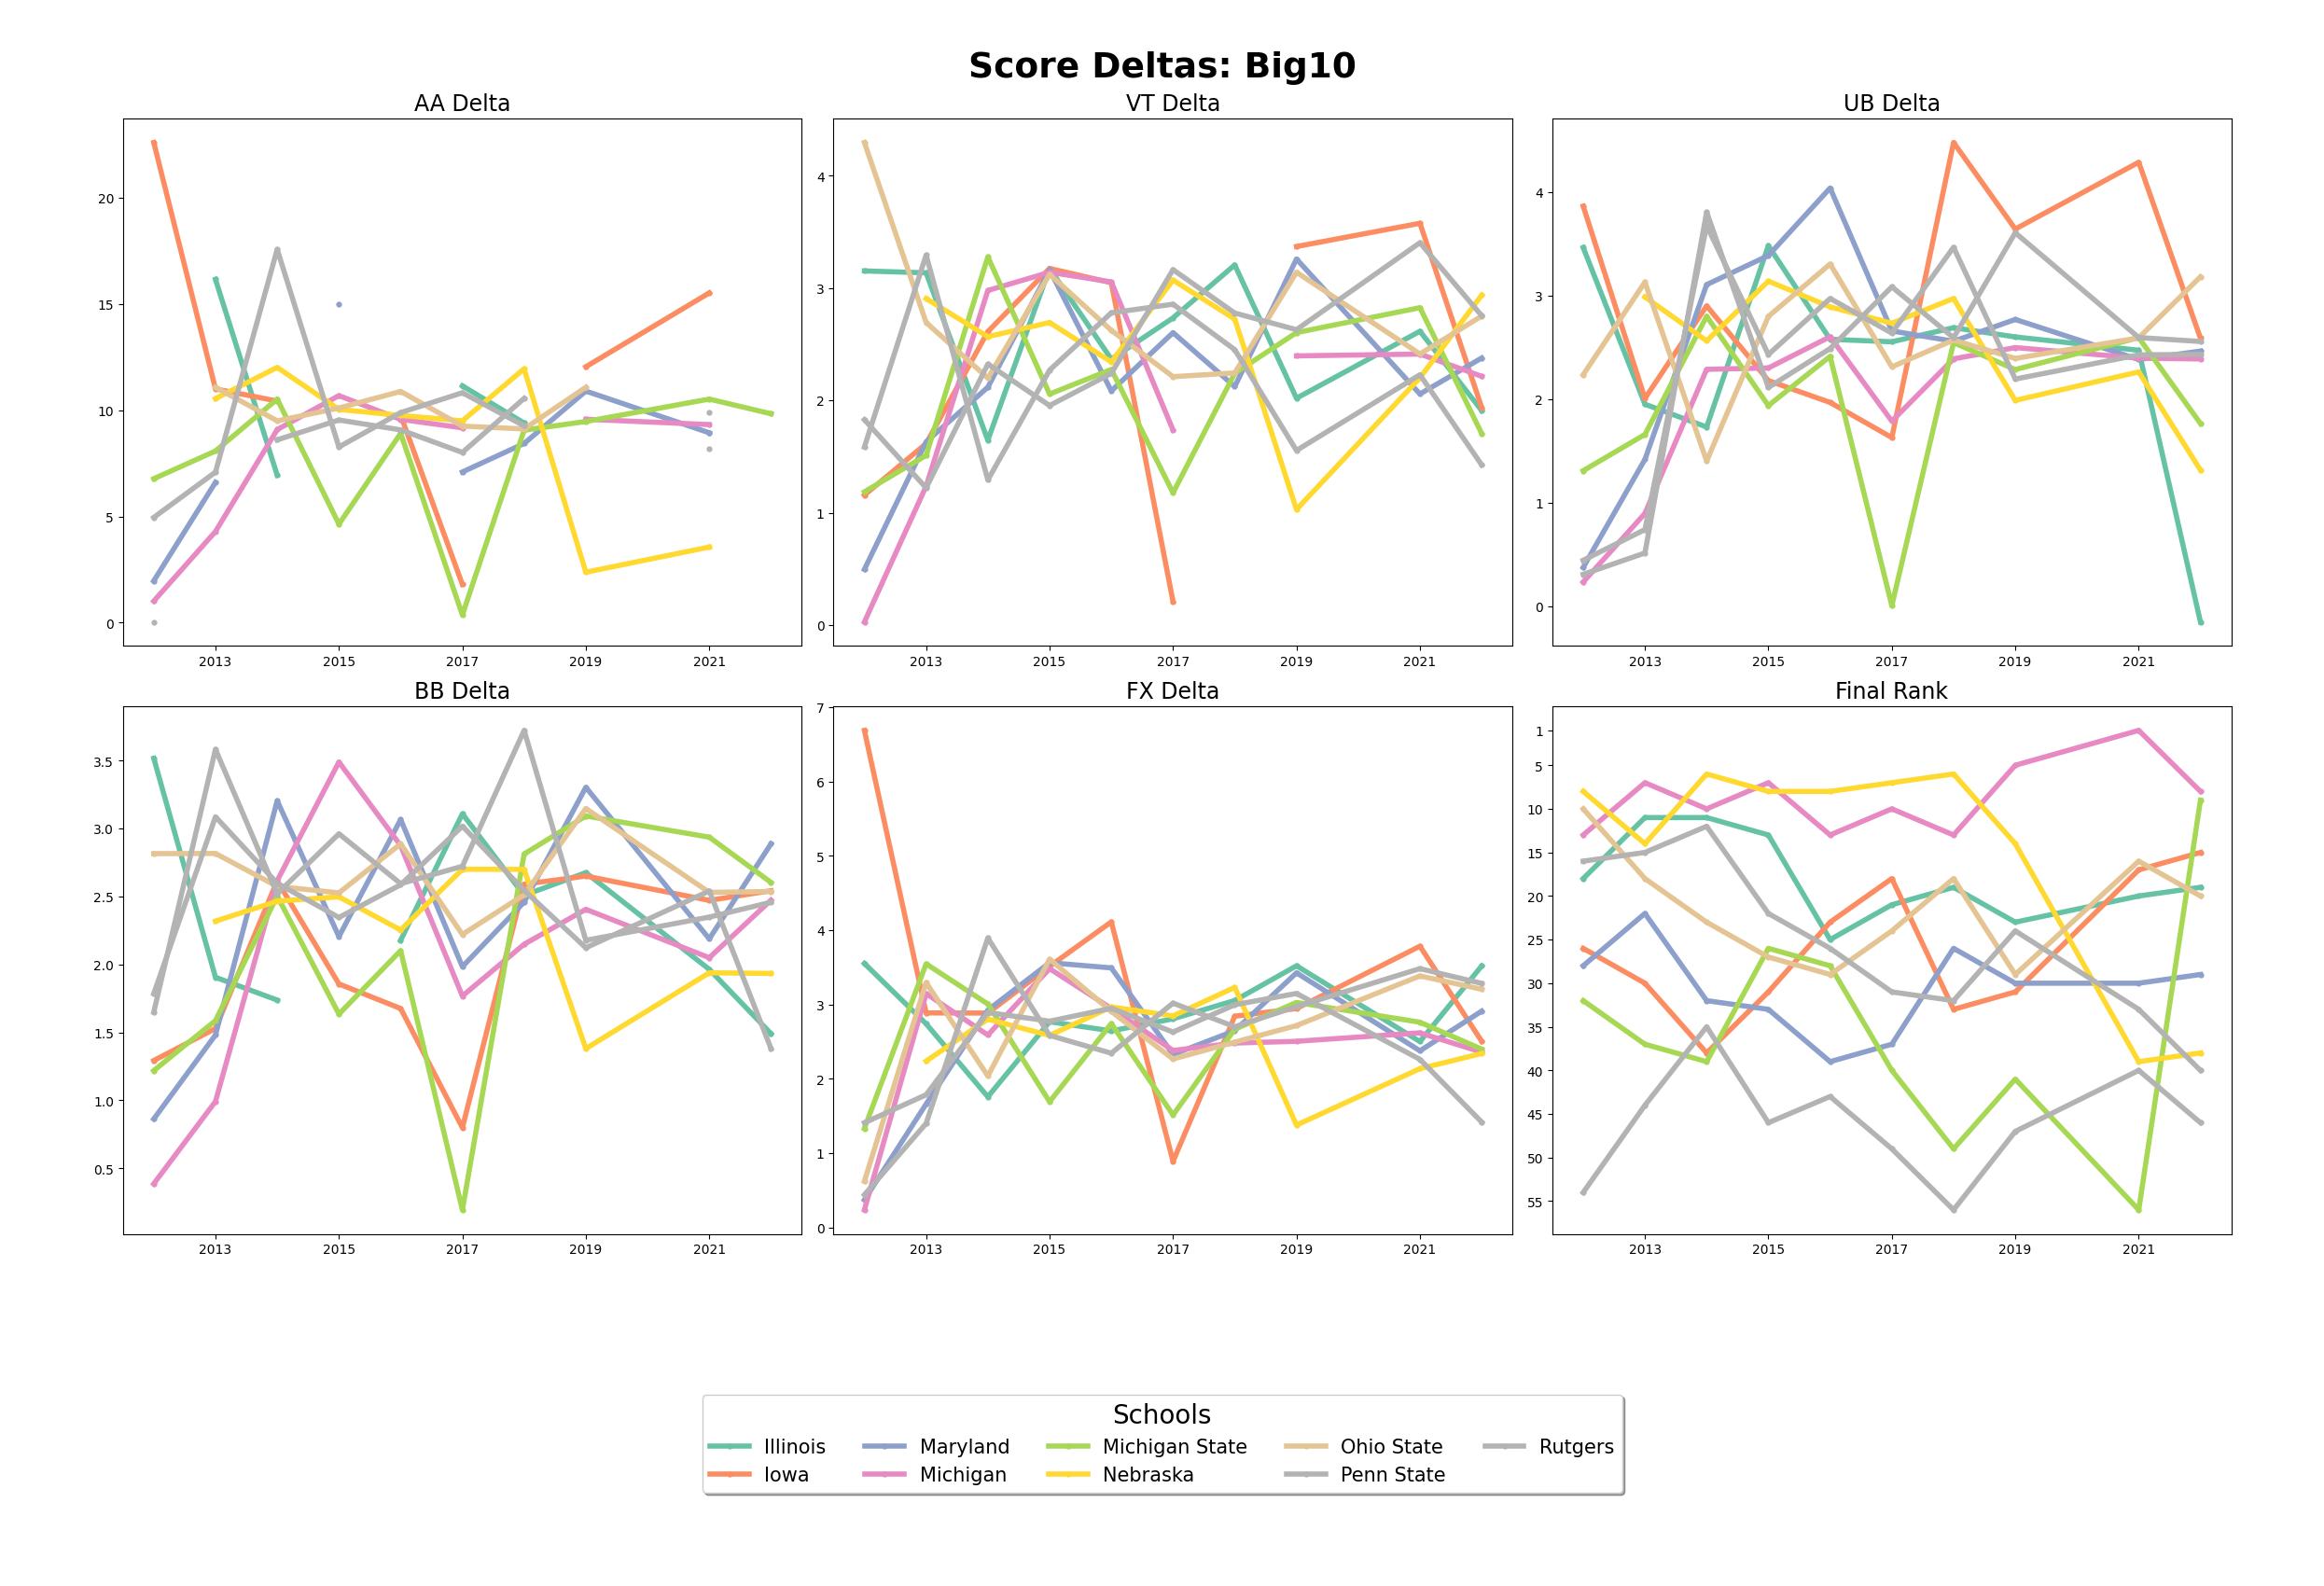 Score Deltas: Big10
AA Delta
VT Delta
UB Delta
20
15
10
5
0
2013 2015 2017 2019 2021
4
3
2
1
0
2013 2015 2017 2019 2021
4
3
2
1
0
2013 2015 2017 2019 2021
BB Delta
FX Delta
Final Rank
3.5
3.0
2.5
2.0
1.5
1.0
0.5
2013 2015 2017 2019 2021
7
6
5
4
3
2
1
0
2013 2015 2017 2019 2021
1
5
10
15
20
25
30
35
40
45
50
55
2013 2015 2017 2019 2021
Schools
Illinois Maryland Michigan State Ohio State Rutgers
Iowa Michigan Nebraska Penn State